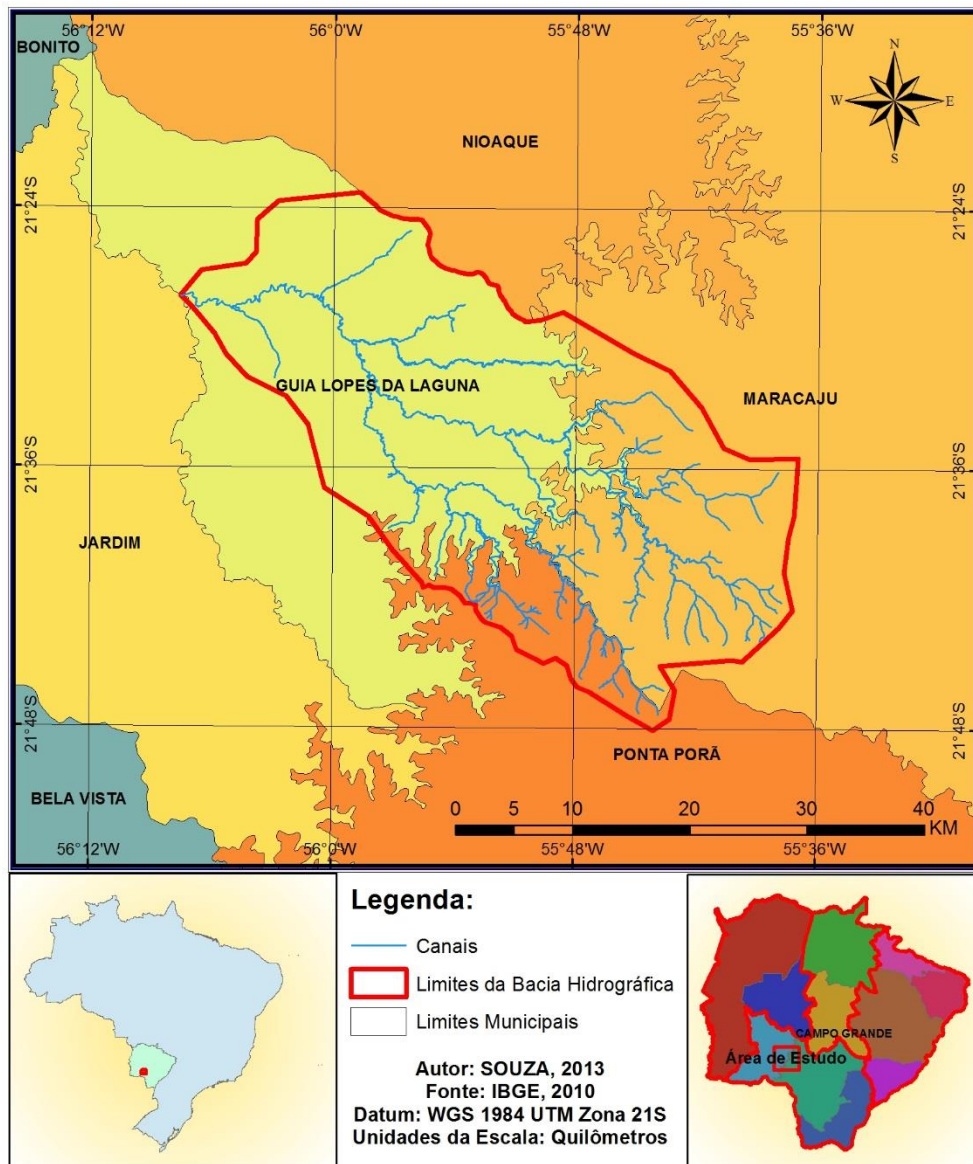 56°12'W
56°0'W
55°48'W
55°36'W
BONITO
N
W
E
S
NIOAQUE
21°24'S
21°24'S
GUIA LOPES DA LAGUNA
MARACAJU
21°36'S
21°36'S
JARDIM
21°48'S
21°48'S
PONTA PORÃ
BELA VISTA
0 5 10 20 30 40
KM
56°12'W
56°0'W
55°48'W
55°36'W
Legenda:
Canais
Limites da Bacia Hidrográfica
Limites Municipais
Autor: SOUZA, 2013
Fonte: IBGE, 2010
Datum: WGS 1984 UTM Zona 21S
Unidades da Escala: Quilômetros
CAMPO GRANDE
Área de Estudo